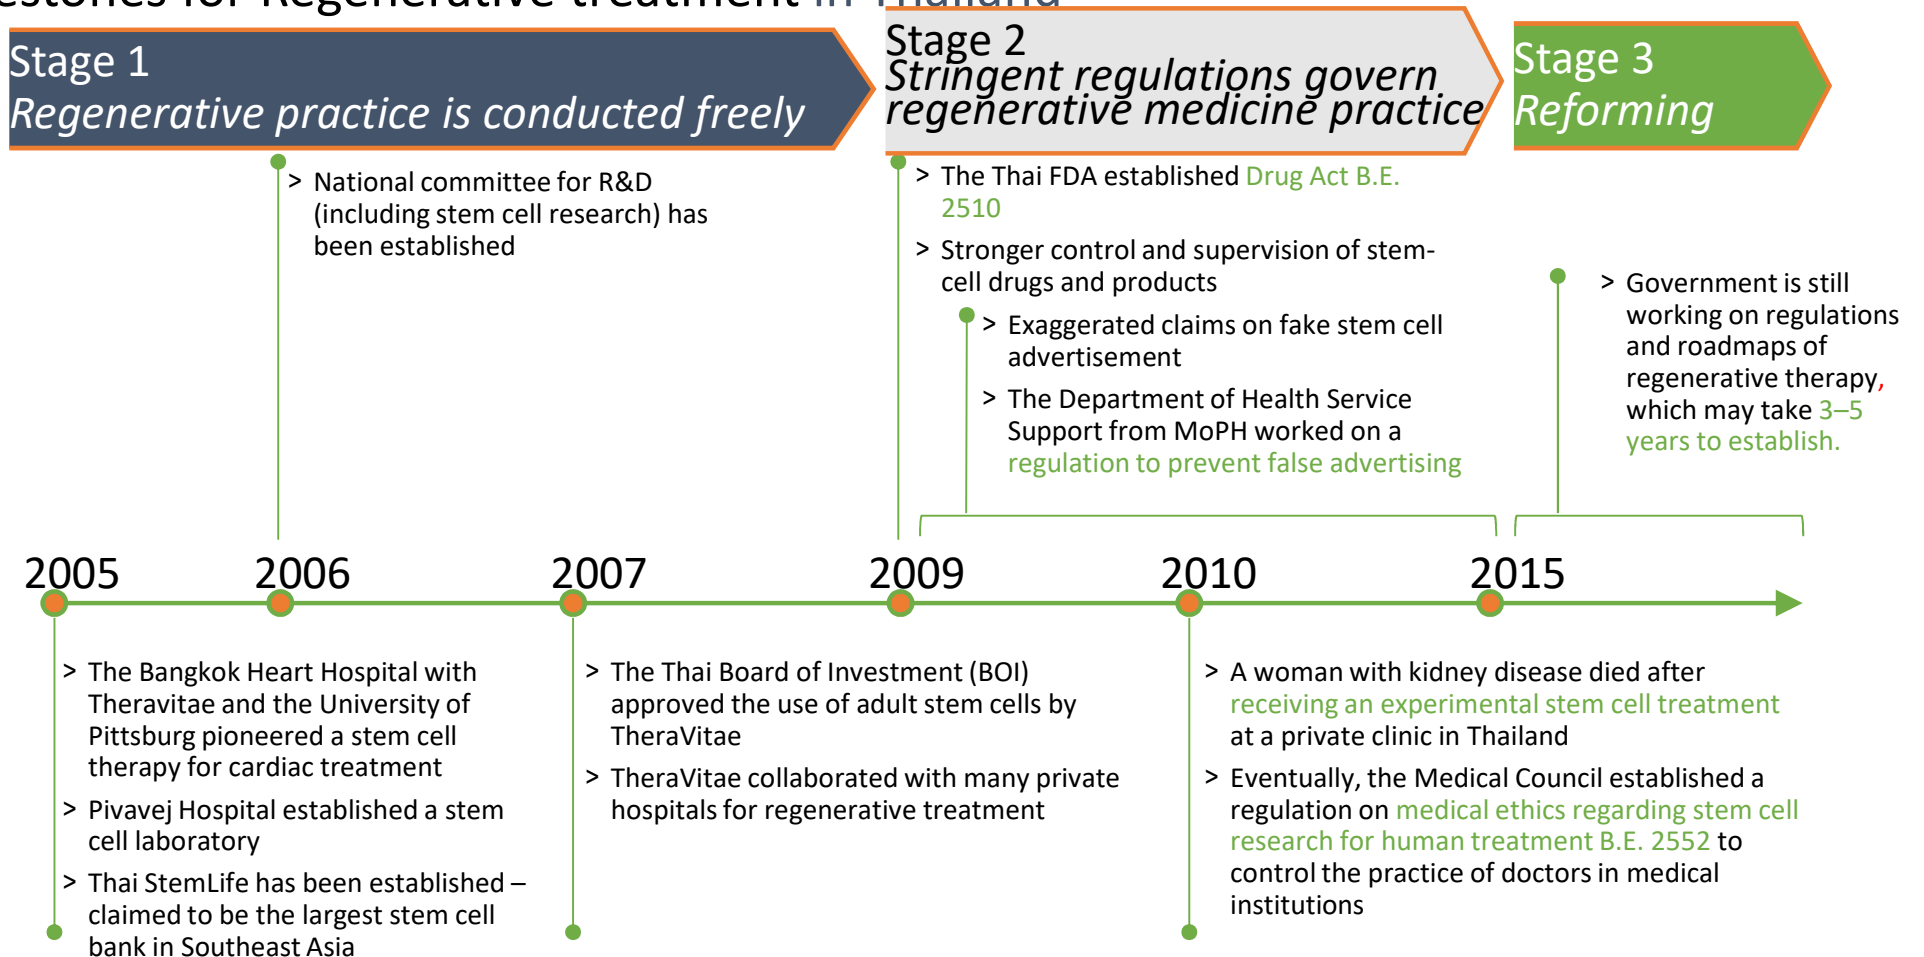 estones for Regenerative treatment in Thailand
Stage 1
Regenerative practice is conducted freely
Stage 2
Stringent regulations govern
regenerative medicine practice
Stage 3
Reforming
> National committee for R&D
(including stem cell research) has
been established
> The Thai FDA established Drug Act B.E.
2510
> Stronger control and supervision of stem-
cell drugs and products
> Exaggerated claims on fake stem cell
advertisement
> The Department of Health Service
Support from MoPH worked on a
regulation to prevent false advertising
> Government is still
working on regulations
and roadmaps of
regenerative therapy,
which may take 3–5
years to establish.
2005
2006
2007
2009
2010
2015
> The Bangkok Heart Hospital with
Theravitae and the University of
Pittsburg pioneered a stem cell
therapy for cardiac treatment
> Pivavej Hospital established a stem
cell laboratory
> Thai StemLife has been established –
claimed to be the largest stem cell
bank in Southeast Asia
> The Thai Board of Investment (BOI)
approved the use of adult stem cells by
TheraVitae
> TheraVitae collaborated with many private
hospitals for regenerative treatment
> A woman with kidney disease died after
receiving an experimental stem cell treatment
at a private clinic in Thailand
> Eventually, the Medical Council established a
regulation on medical ethics regarding stem cell
research for human treatment B.E. 2552 to
control the practice of doctors in medical
institutions